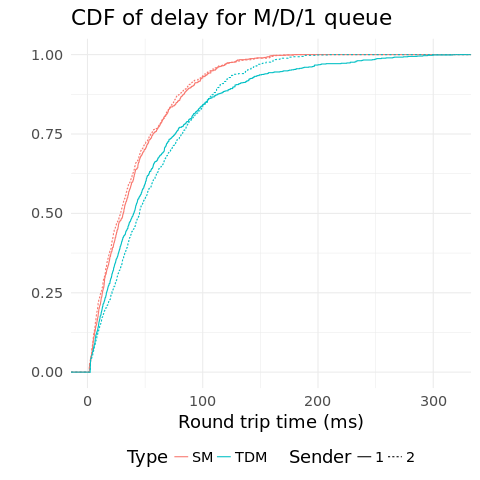 CDF of delay for M/D/1 queue
1.00
0.75
0.50
0.25
0.00
0 100 200 300
Round trip time (ms)
Type SM TDM Sender 1 2